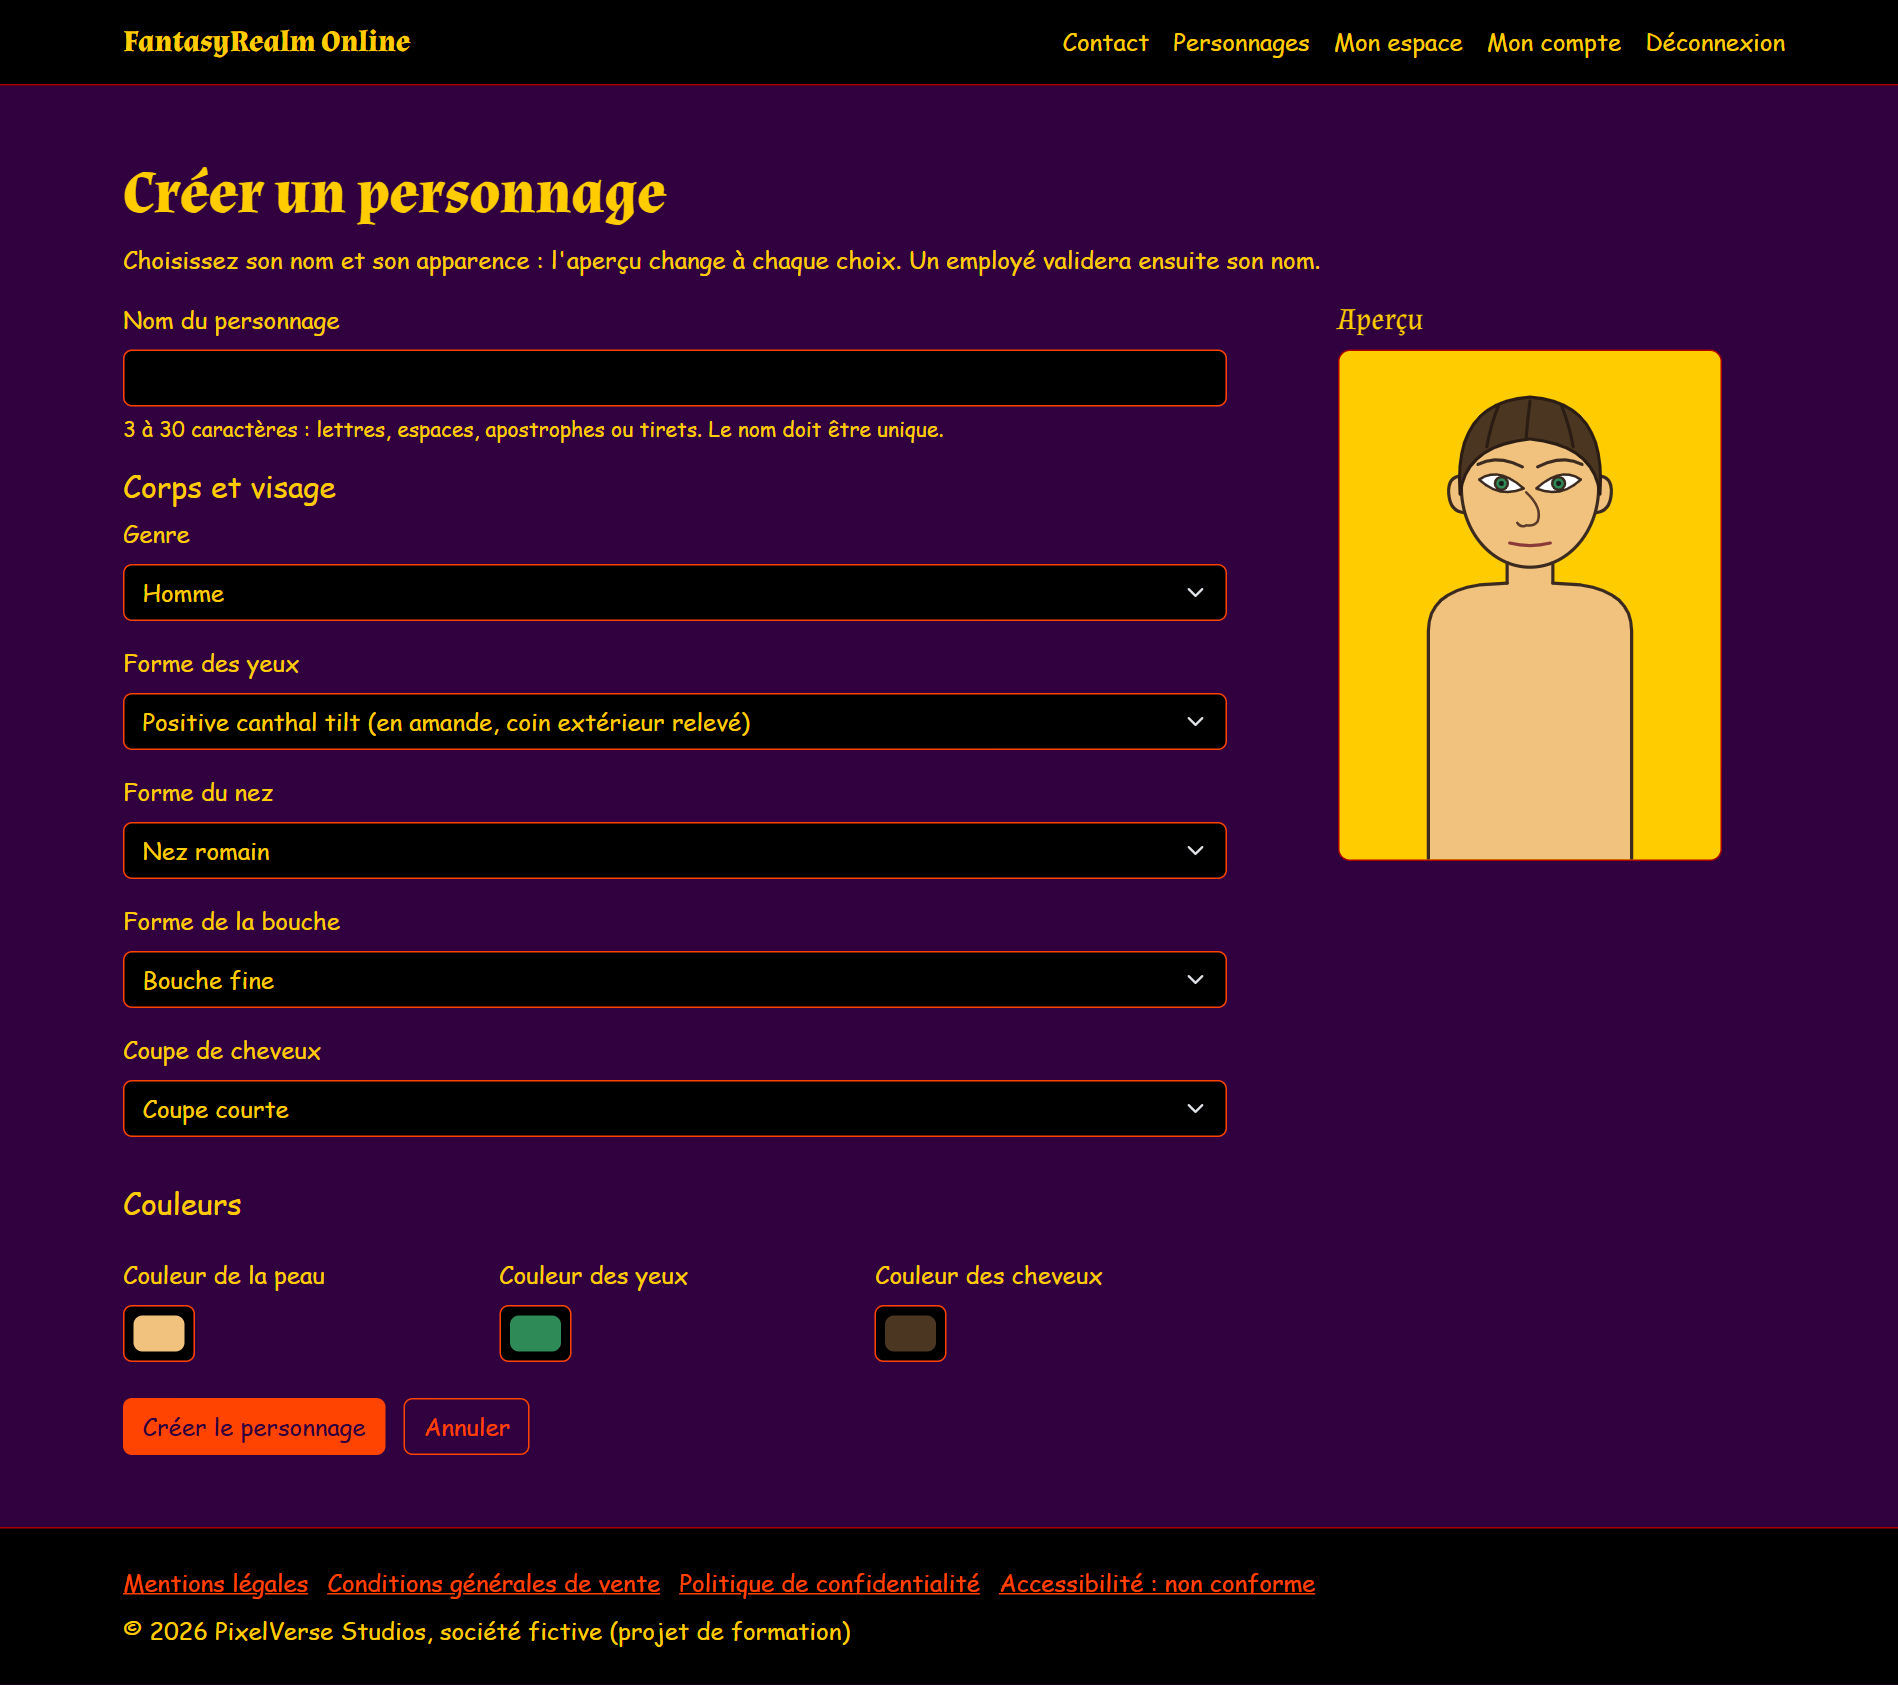 FantasyRealm Online
Contact Personnages Mon espace Mon compte Déconnexion
Créer un personnage
Choisissez son nom et son apparence : l'aperçu change à chaque choix. Un employé validera ensuite son nom.
Nom du personnage
3 à 30 caractères : lettres, espaces, apostrophes ou tirets. Le nom doit être unique.
Corps et visage
Genre
Homme
Forme des yeux
Positive canthal tilt (en amande, coin extérieur relevé)
Forme du nez
Nez romain
Forme de la bouche
Bouche fine
Coupe de cheveux
Coupe courte
Couleurs
Couleur de la peau Couleur des yeux Couleur des cheveux
Créer le personnage Annuler
Aperçu
Mentions légales Conditions générales de vente Politique de confidentialité Accessibilité : non conforme
© 2026 PixelVerse Studios, société fictive (projet de formation)